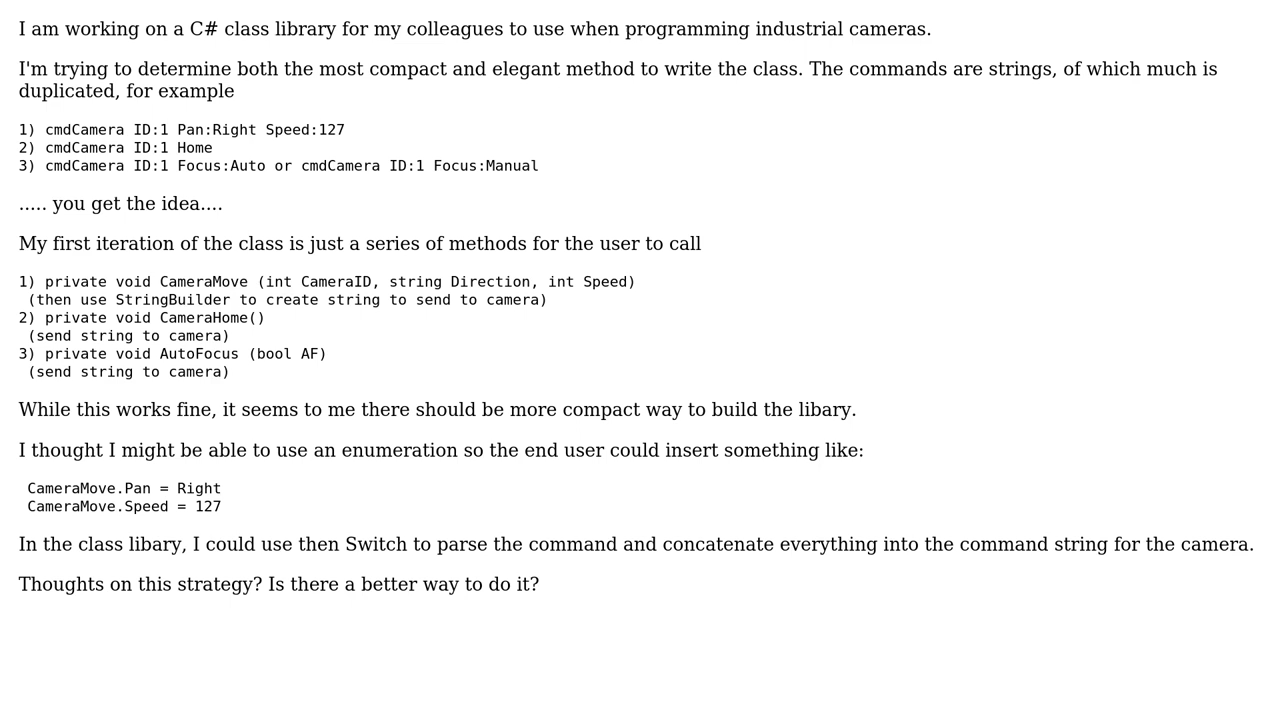 I am working on a C# class library for my colleagues to use when programming industrial cameras.
I'm trying to determine both the most compact and elegant method to write the class. The commands are strings, of which much is
duplicated, for example
1) cmdCamera ID:1 Pan:Right Speed:127
2) cmdCamera ID:1 Home
3) cmdCamera ID:1 Focus:Auto or cmdCamera ID:1 Focus:Manual
..... you get the idea....
My first iteration of the class is just a series of methods for the user to call
1) private void CameraMove (int CameraID, string Direction, int Speed)
(then use StringBuilder to create string to send to camera)
2) private void CameraHome()
(send string to camera)
3) private void AutoFocus (bool AF)
(send string to camera)
While this works fine, it seems to me there should be more compact way to build the libary.
I thought I might be able to use an enumeration so the end user could insert something like:
CameraMove.Pan = Right
CameraMove.Speed = 127
In the class libary, I could use then Switch to parse the command and concatenate everything into the command string for the camera.
Thoughts on this strategy? Is there a better way to do it?